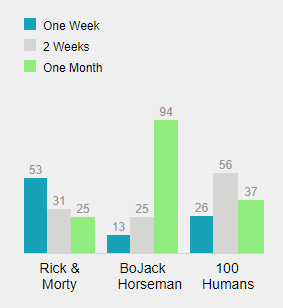 One Week
2 Weeks
One Month
53
31
25
13
25
94
26
56
37
Rick &
Morty
BoJack
Horseman
100
Humans